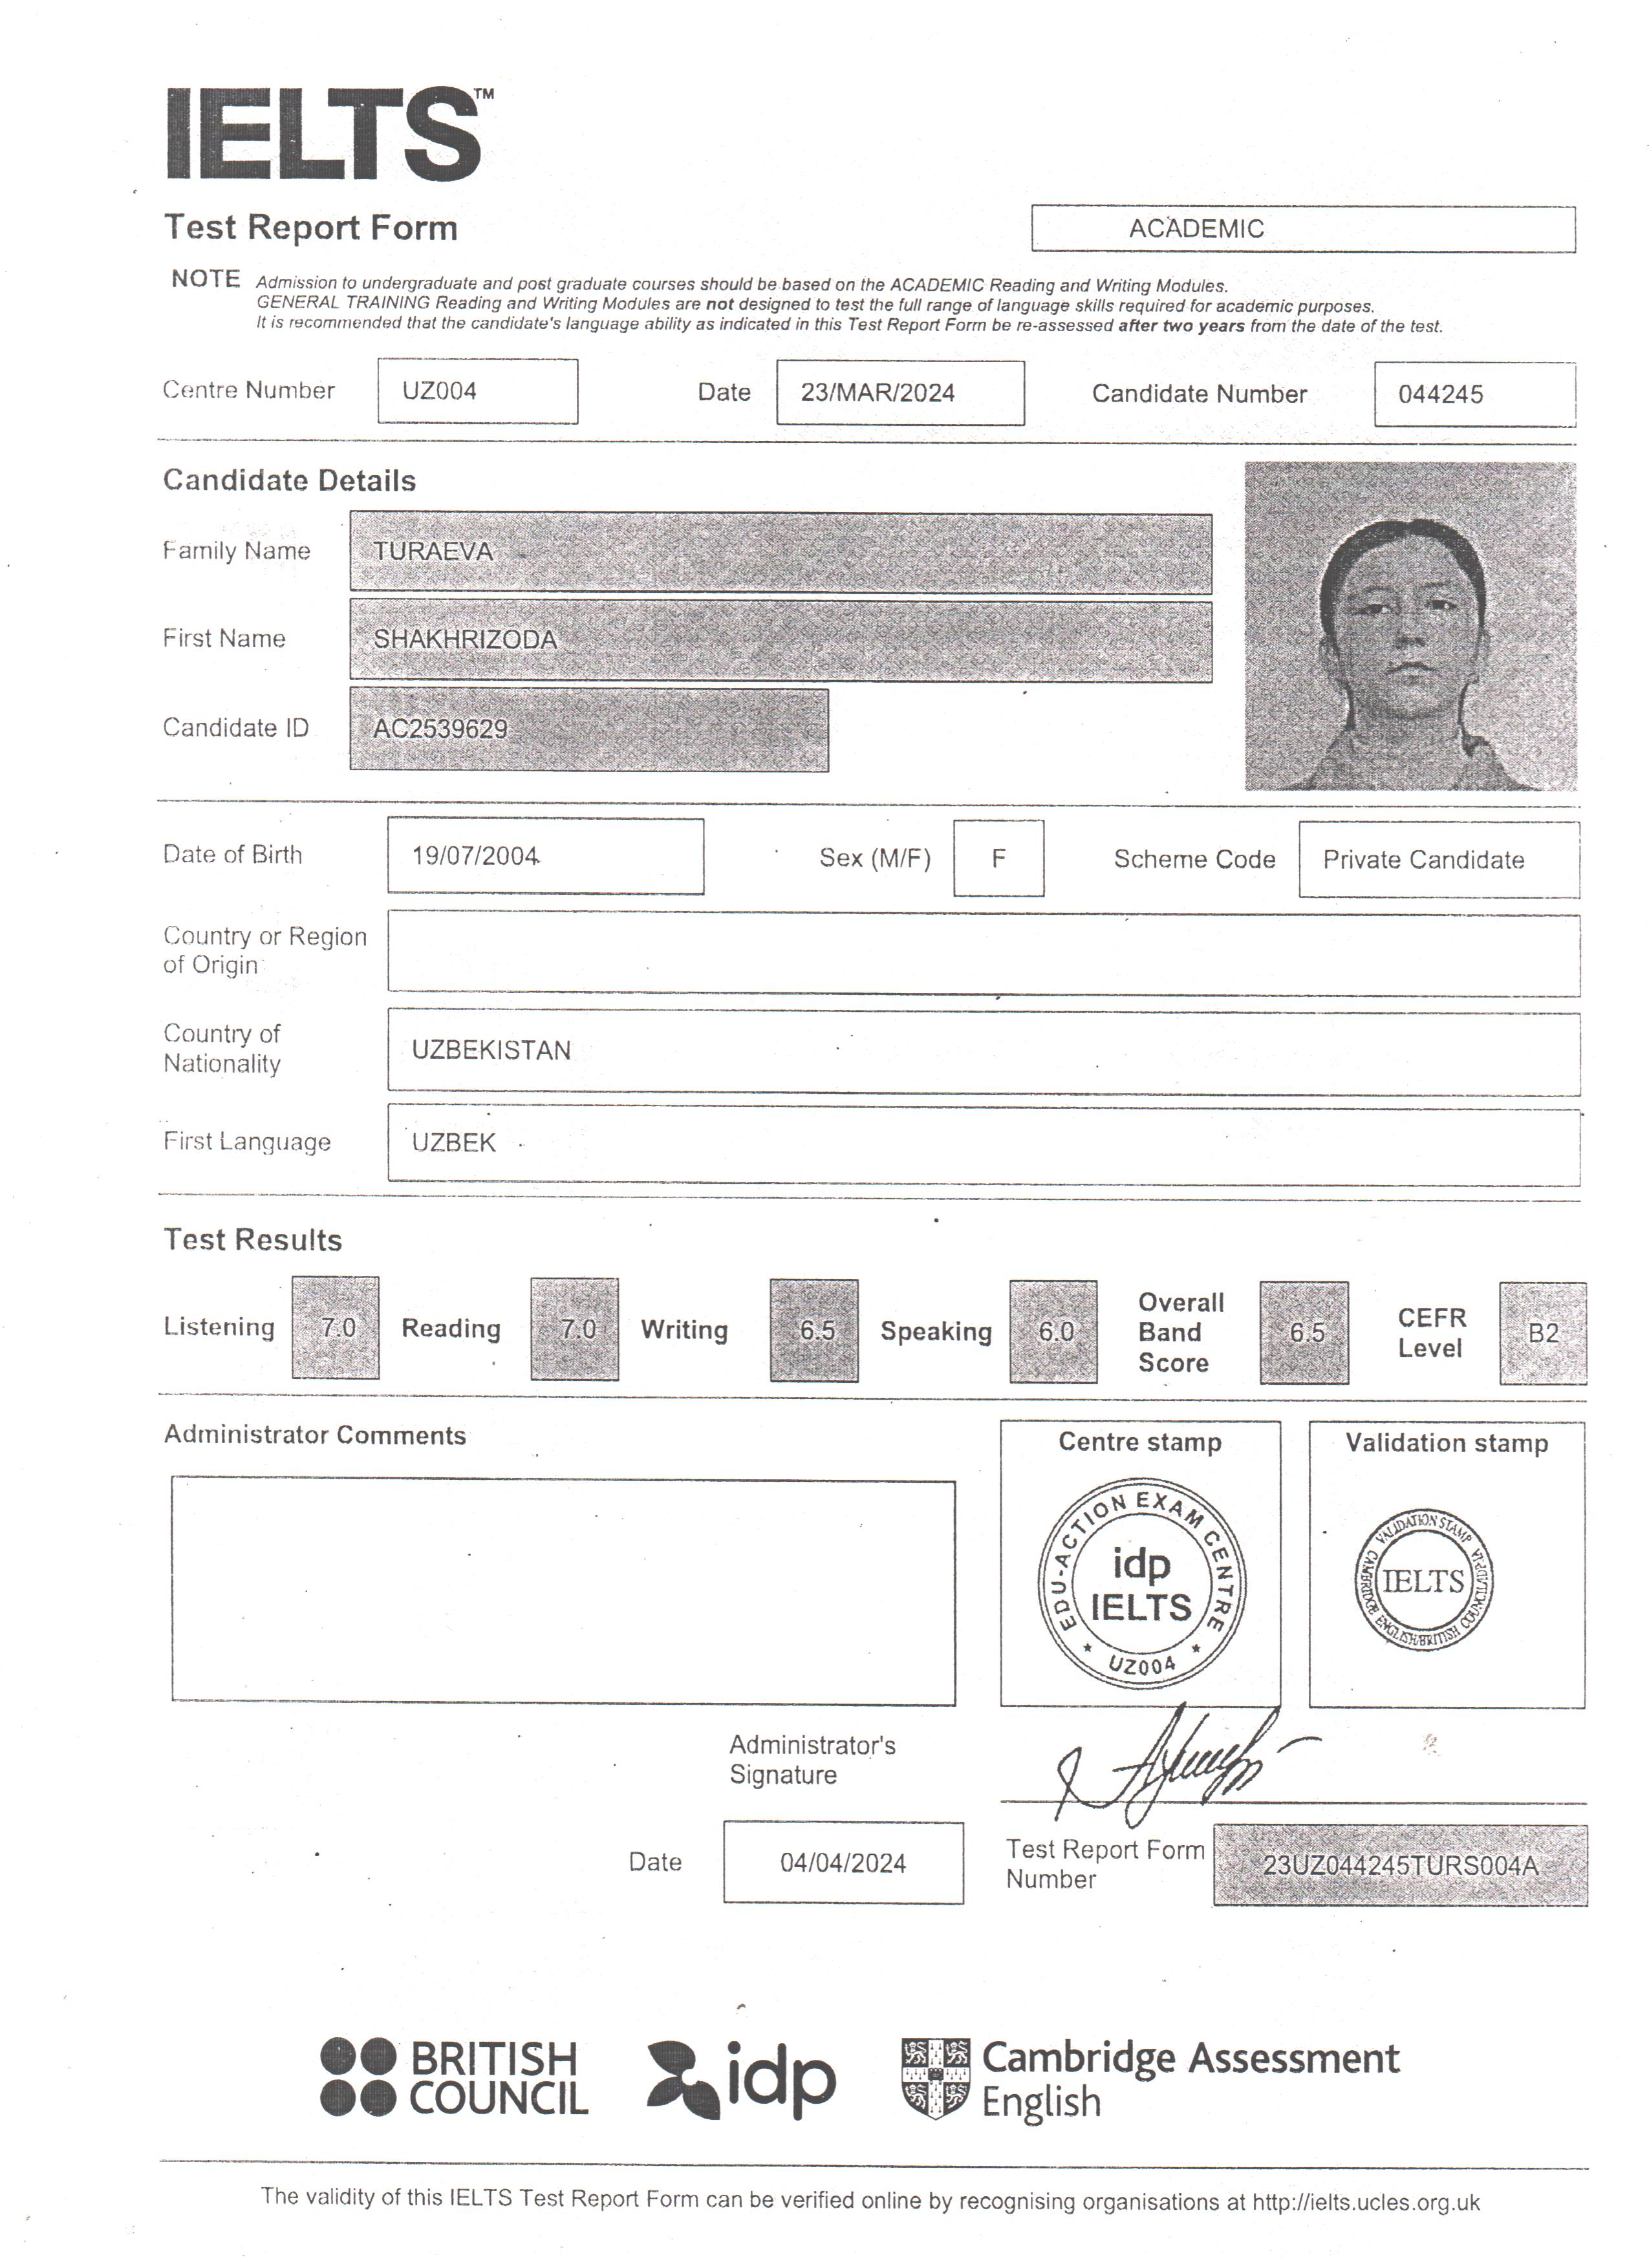 IELTS™
Test Report Form
ACADEMIC
NOTE Admission to undergraduate and post graduate courses should be based on the ACADEMIC Reading and Writing Modules.
GENERAL TRAINING Reading and Writing Modules are not designed to test the full range of language skills required for academic purposes.
It is recommended that the candidate's language ability as indicated in this Test Report Form be re-assessed after two years from the date of the test.
Centre Number UZ004 Date 23/MAR/2024 Candidate Number 044245
Candidate Details
Family Name TURAEVA
First Name SHAKHRIZODA
Candidate ID AC2539629
Date of Birth 19/07/2004 Sex (M/F) F Scheme Code Private Candidate
Country or Region
of Origin
Country of
Nationality
UZBEKISTAN
First Language UZBEK
Test Results
Listening 7.0 Reading 7.0 Writing 6.5 Speaking 6.0
Overall
Band
Score
6.5
CEFR
Level
B2
Administrator Comments
Centre stamp
EDU-ACTION EXAM CENTRE
idp
IELTS
UZ004
Validation stamp
VALIDATION STAMP
IELTS
CAMBRIDGE ENGLISH/BRITISH COUNCIL/IDP:IA
Administrator's
Signature
Date 04/04/2024
Test Report Form
Number
23UZ044245TURS004A
BRITISH
COUNCIL
idp
Cambridge Assessment
English
The validity of this IELTS Test Report Form can be verified online by recognising organisations at http://ielts.ucles.org.uk